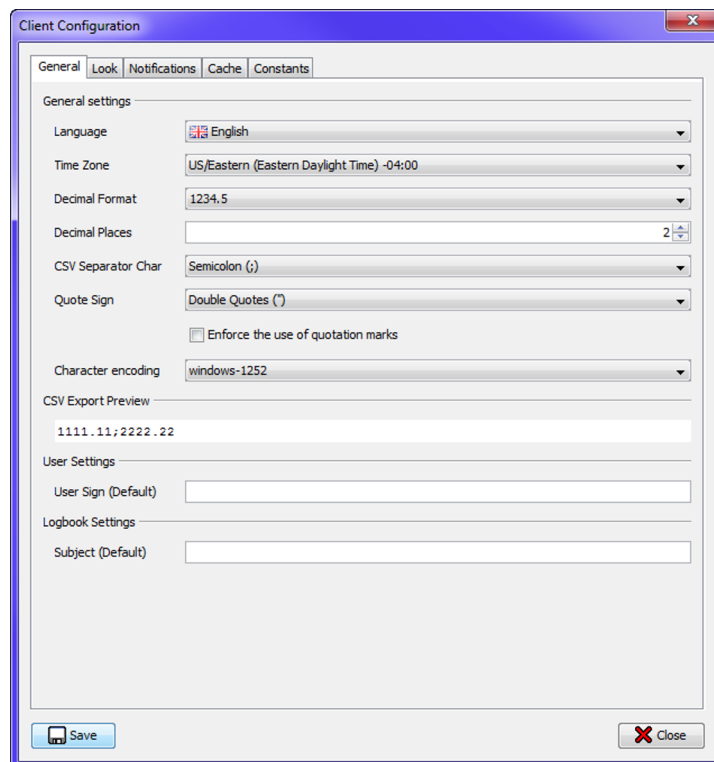 Client Configuration
General Look Notifications Cache Constants
General settings
Language English
Time Zone US/Eastern (Eastern Daylight Time) -04:00
Decimal Format 1234.5
Decimal Places 2
CSV Separator Char Semicolon (;)
Quote Sign Double Quotes (")
Enforce the use of quotation marks
Character encoding windows-1252
CSV Export Preview
1111.11;2222.22
User Settings
User Sign (Default)
Logbook Settings
Subject (Default)
Save Close